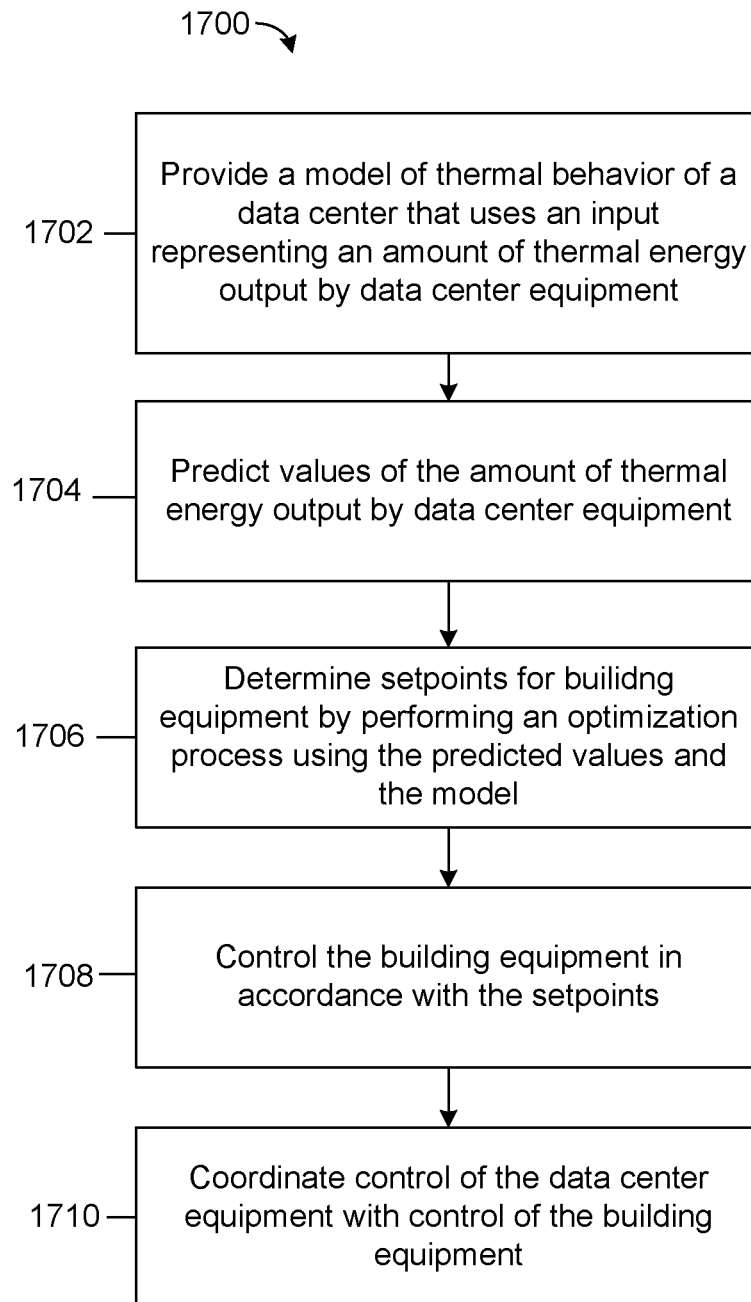 1700
Provide a model of thermal behavior of a
data center that uses an input
representing an amount of thermal energy
output by data center equipment
1702
Predict values of the amount of thermal
energy output by data center equipment
1704
Determine setpoints for builidng
equipment by performing an optimization
process using the predicted values and
the model
1706
Control the building equipment in
accordance with the setpoints
1708
Coordinate control of the data center
equipment with control of the building
equipment
1710